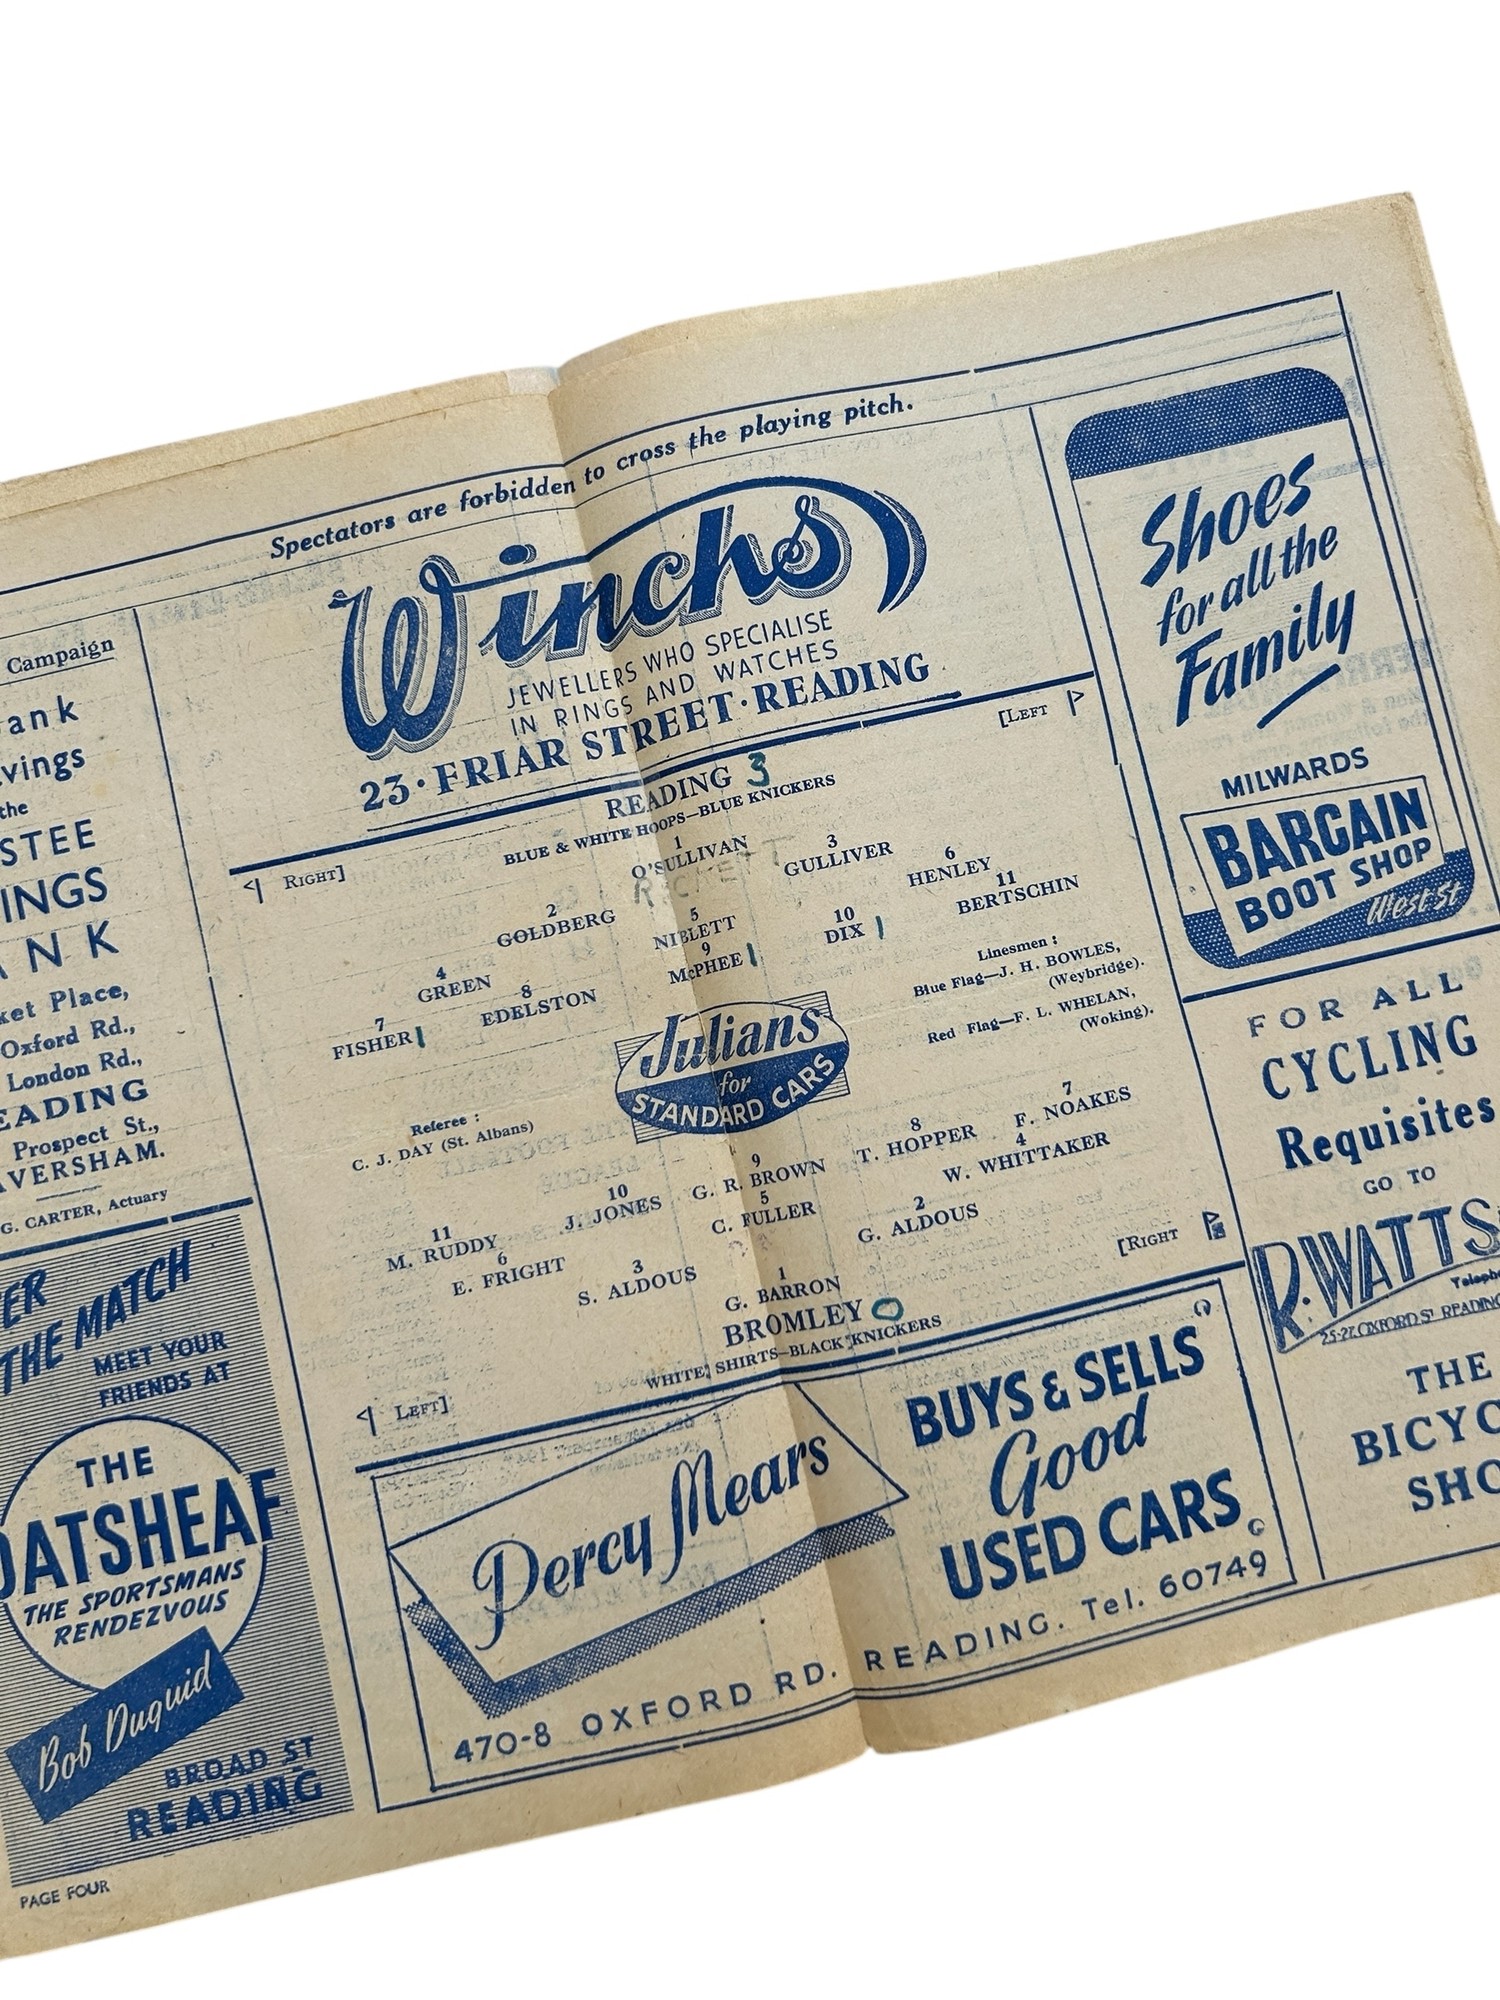 Spectators are forbidden to cross the playing pitch.
Campaign
ank
vings
the
STEE
INGS
ANK
ket Place,
Oxford Rd.,
London Rd.,
EADING
Prospect St.,
AVERSHAM.
G. CARTER, Actuary
ER
THE MATCH
MEET YOUR
FRIENDS AT
THE
OATSHEAF
THE SPORTSMANS
RENDEZVOUS
Bob Duguid
BROAD ST
READING
PAGE FOUR
Winchs
JEWELLERS WHO SPECIALISE
IN RINGS AND WATCHES
23 · FRIAR STREET · READING
[LEFT
READING 3
BLUE & WHITE HOOPS—BLUE KNICKERS
RIGHT]
1
O'SULLIVAN
3
GULLIVER
6
HENLEY
11
BERTSCHIN
2
GOLDBERG
5
NIBLETT
10
DIX 1
4
GREEN
8
EDELSTON
9
McPHEE 1
7
FISHER 1
Linesmen :
Blue Flag—J. H. BOWLES,
(Weybridge).
Red Flag—F. L. WHELAN,
(Woking).
Julians
for
STANDARD CARS
Referee :
C. J. DAY (St. Albans)
7
F. NOAKES
8
T. HOPPER
9
G. R. BROWN
10
J. JONES
11
M. RUDDY
4
W. WHITTAKER
5
C. FULLER
6
E. FRIGHT
2
G. ALDOUS
3
S. ALDOUS
[RIGHT
1
G. BARRON
BROMLEY 0
WHITE SHIRTS—BLACK KNICKERS
LEFT]
Percy Mears
BUYS & SELLS
Good
USED CARS
470-8 OXFORD RD. READING. Tel. 60749
Shoes
for all the
Family
MILWARDS
BARGAIN
BOOT SHOP
West St
FOR ALL
CYCLING
Requisites
GO TO
R. WATTS
Telepho
25-27, OXFORD ST READING
THE
BICYC
SHO